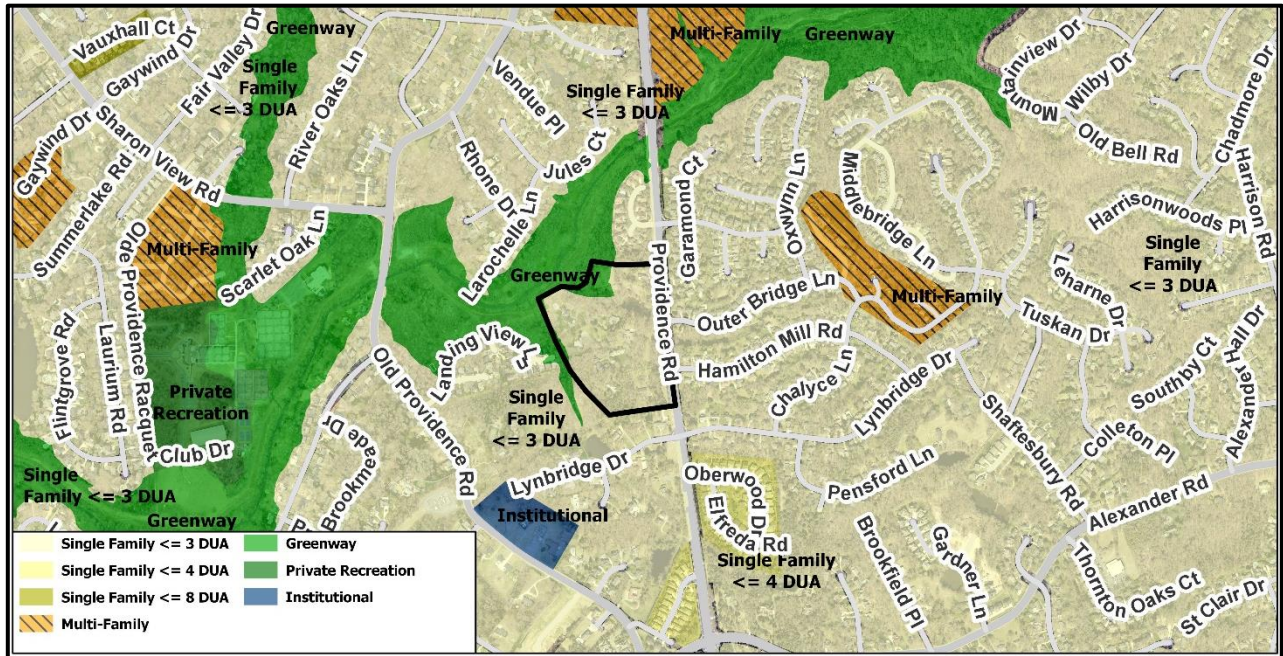 Vauxhall Ct
Gaywind Dr
Fair Valley Dr
Greenway
Single
Family
<= 3 DUA
River Oaks Ln
Vendue Pl
Multi-Family
Greenway
Single Family
<= 3 DUA
Mountainview Dr
Wilby Dr
Old Bell Rd
Chadmore Dr
Harrison Rd
Harrisonwoods Pl
Single
Family
<= 3 DUA
Gaywind Dr
Sharon View Rd
Summerlake Rd
Multi-Family
Scarlet Oak Ln
Rhone Dr
Jules Ct
Larochelle Ln
Greenway
Garamond Ct
Oxwynn Ln
Middlebridge Ln
Multi-Family
Providence Rd
Outer Bridge Ln
Hamilton Mill Rd
Chalyce Ln
Lynbridge Dr
Tuskan Dr
Leharne Dr
Southby Ct
Alexander Hall Dr
Colleton Pl
Shaftesbury Rd
Alexander Rd
Flintgrove Rd
Laurium Rd
Olde Providence Racquet
Club Dr
Private
Recreation
Landing View L
Old Providence Rd
Single
Family
<= 3 DUA
Brookmeade Dr
Lynbridge Dr
Institutional
Oberwood Dr
Elfreda Rd
Single Family
<= 4 DUA
Pensford Ln
Brookfield Pl
Gardner Ln
Thornton Oaks Ct
St Clair Dr
Single
Family <= 3 DUA
Greenway
Single Family <= 3 DUA
Single Family <= 4 DUA
Single Family <= 8 DUA
Multi-Family
Greenway
Private Recreation
Institutional